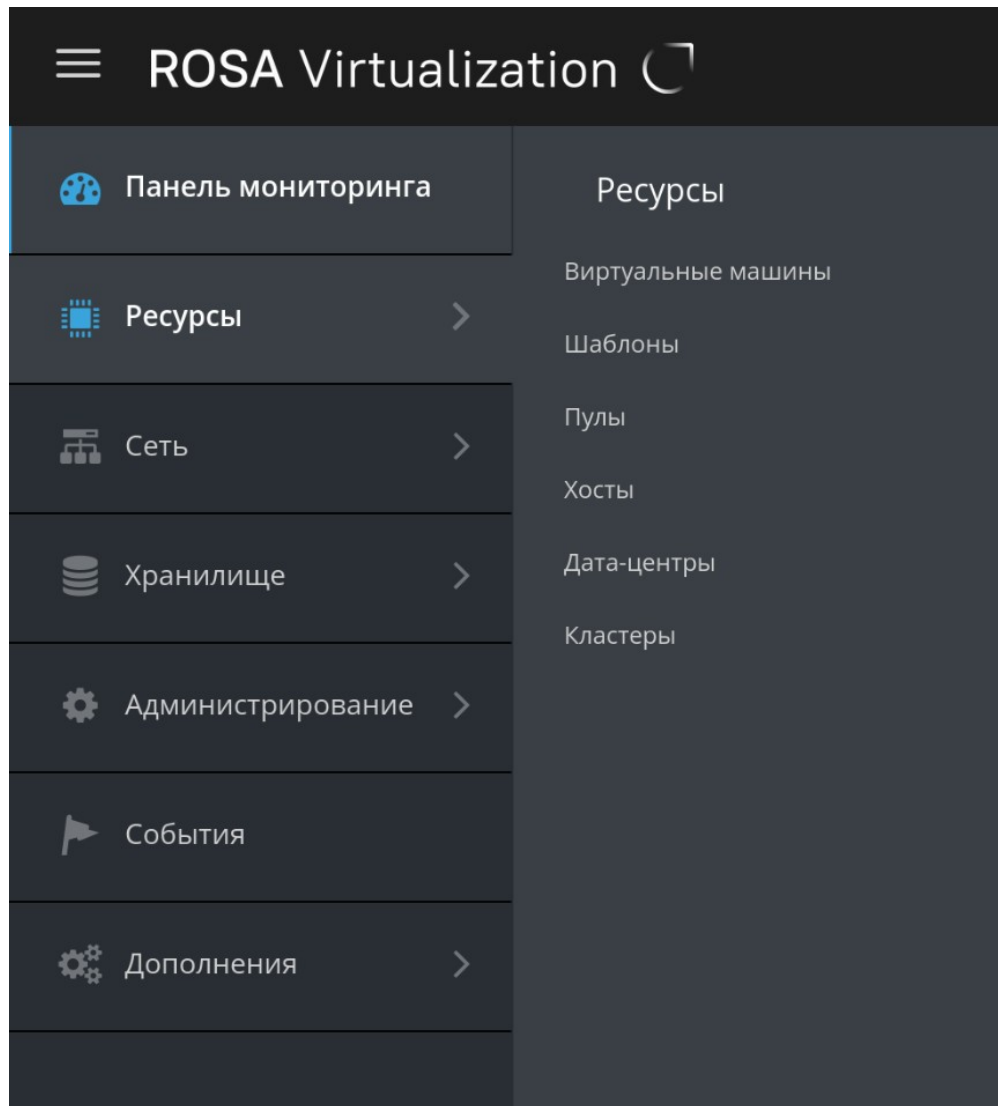 ROSA Virtualization
Панель мониторинга
Ресурсы
Сеть
Хранилище
Администрирование
События
Дополнения
Ресурсы
Виртуальные машины
Шаблоны
Пулы
Хосты
Дата-центры
Кластеры